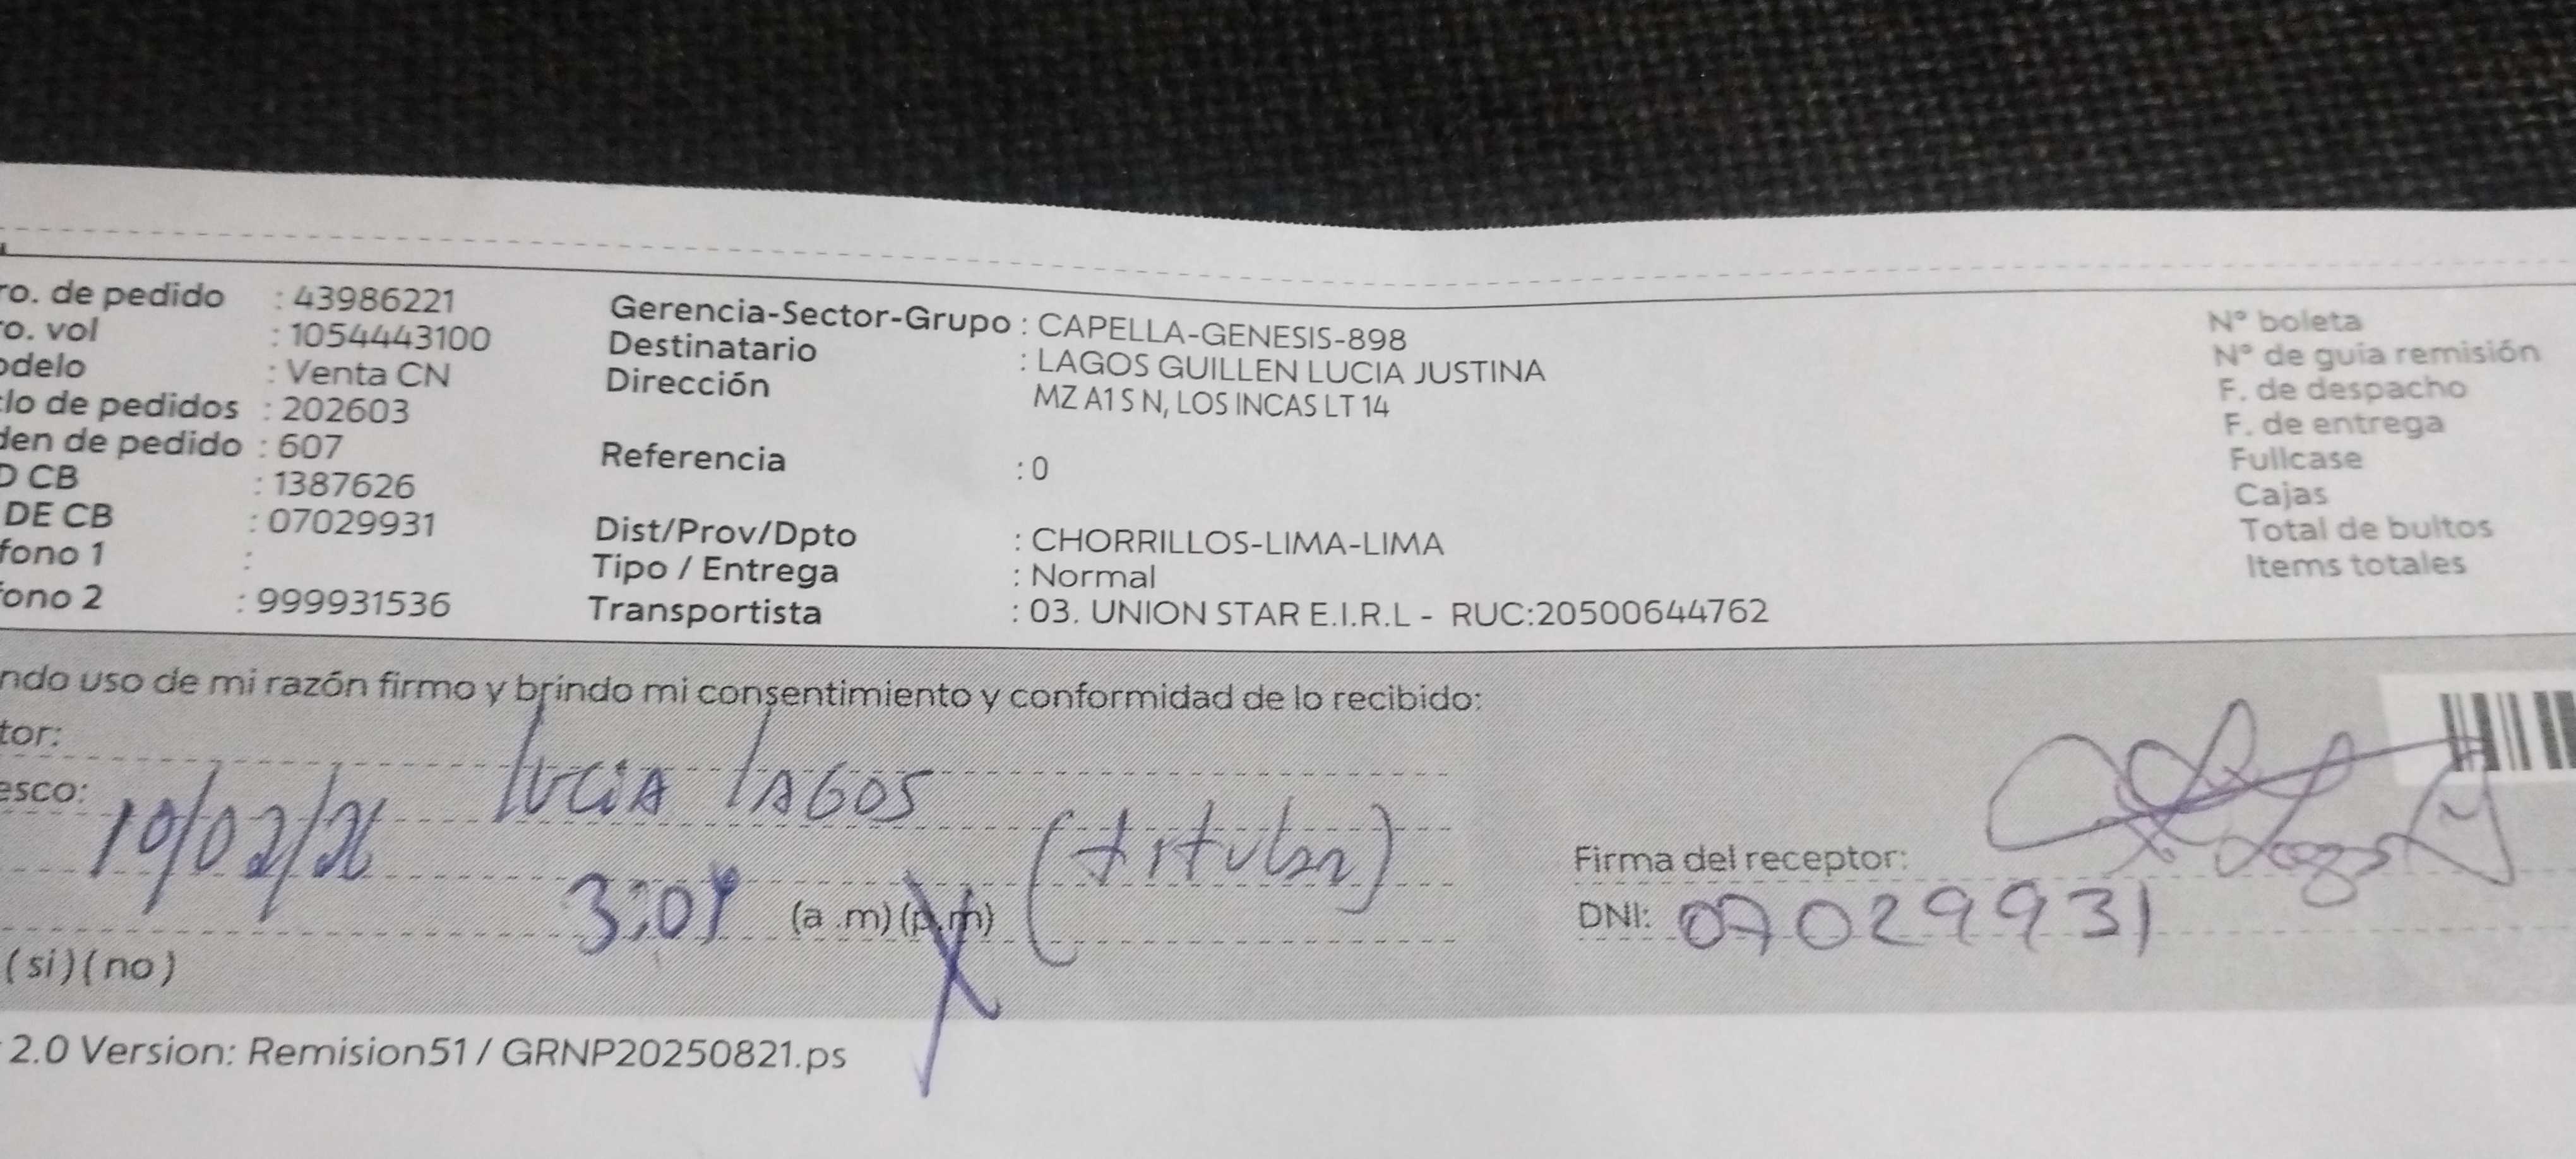 ro. de pedido : 43986221
o. vol : 1054443100
odelo : Venta CN
clo de pedidos : 202603
den de pedido : 607
D CB : 1387626
DE CB : 07029931
fono 1 :
fono 2 : 999931536
Gerencia-Sector-Grupo : CAPELLA-GENESIS-898
Destinatario : LAGOS GUILLEN LUCIA JUSTINA
Dirección MZ A1 S N, LOS INCAS LT 14
Referencia : 0
Dist/Prov/Dpto : CHORRILLOS-LIMA-LIMA
Tipo / Entrega : Normal
Transportista : 03. UNION STAR E.I.R.L - RUC:20500644762
N° boleta
N° de guia remisión
F. de despacho
F. de entrega
Fullcase
Cajas
Total de bultos
Items totales
ndo uso de mi razón firmo y brindo mi consentimiento y conformidad de lo recibido:
tor: Lucia LAGOS
esco: (titular)
10/02/26
3:04 (a .m) (p.m)
Firma del receptor: Lagos
DNI: 07029931
(si) (no)
2.0 Version: Remision51 / GRNP20250821.ps